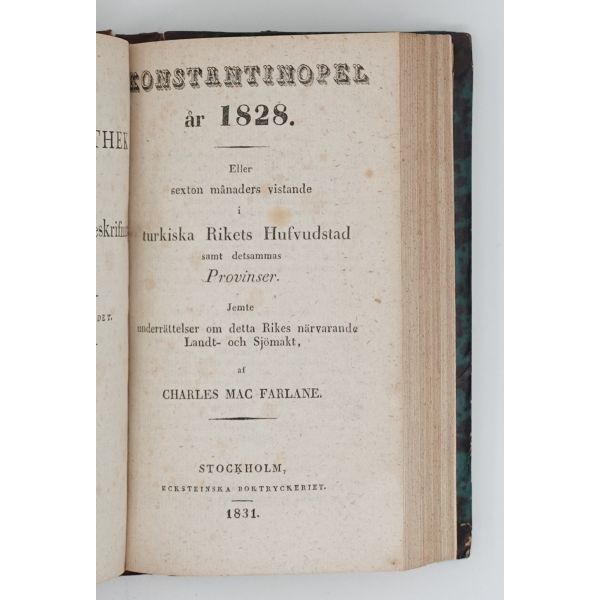 THEK
DET.
KONSTANTINOPEL
år 1828.
Eller
sexton månaders vistande
i
turkiska Rikets Hufvudstad
samt detsammas
Provinser.
Jemte
underrättelser om detta Rikes närvarande
Landt- och Sjömakt,
af
CHARLES MAC FARLANE.
STOCKHOLM,
ECKSTEINSKA BOKTRYCKERIET.
1831.